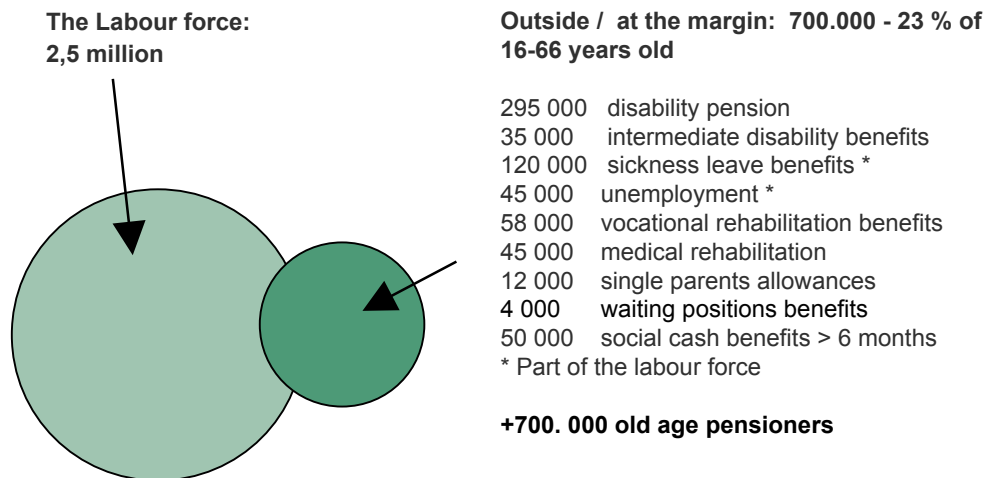 The Labour force:
2,5 million
Outside / at the margin: 700.000 - 23 % of
16-66 years old
295 000 disability pension
35 000 intermediate disability benefits
120 000 sickness leave benefits *
45 000 unemployment *
58 000 vocational rehabilitation benefits
45 000 medical rehabilitation
12 000 single parents allowances
4 000 waiting positions benefits
50 000 social cash benefits > 6 months
* Part of the labour force
+700. 000 old age pensioners